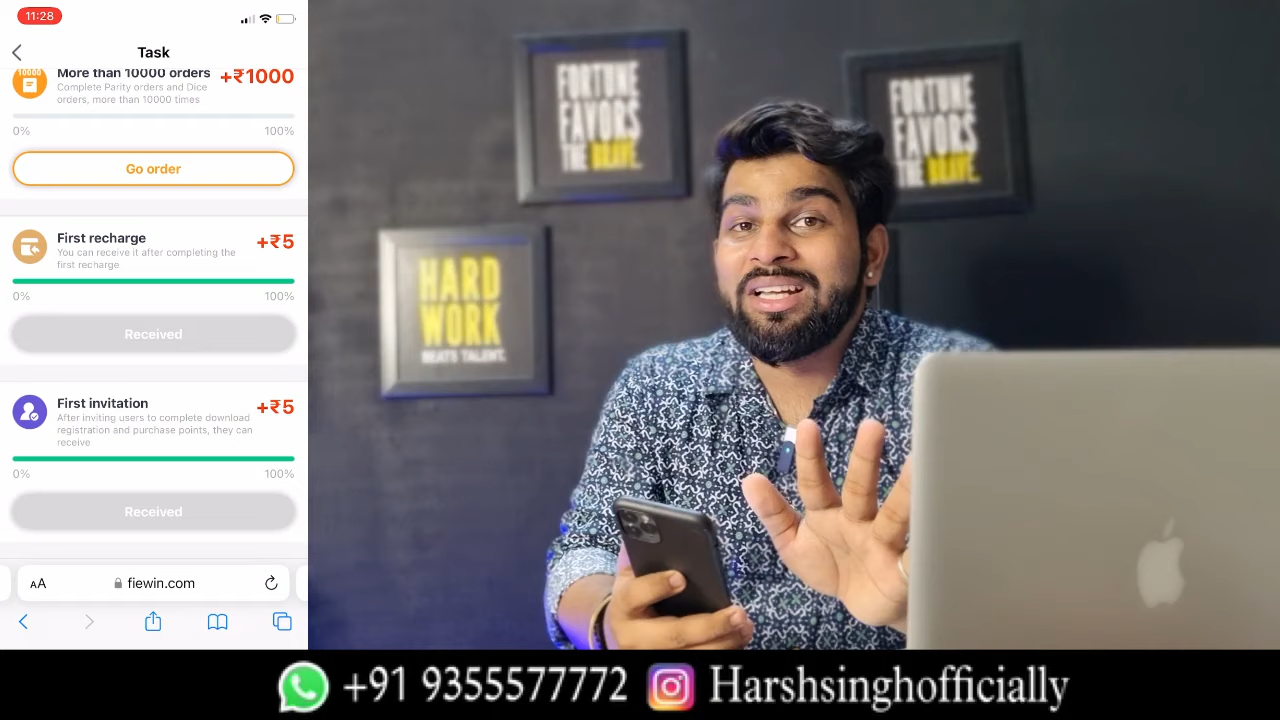 11:28
Task
10000
More than 10000 orders
+₹1000
Complete Parity orders and Dice
orders, more than 10000 times
0%
100%
Go order
First recharge
+₹5
You can receive it after completing the
first recharge
0%
100%
Received
First invitation
+₹5
After inviting users to complete download
registration and purchase points, they can
receive
0%
100%
Received
AA
fiewin.com
FORTUNE
FAVORS
THE BRAVE.
FORTUNE
FAVORS
THE BRAVE.
HARD
WORK
BEATS TALENT.
+91 9355577772
Harshsinghofficially